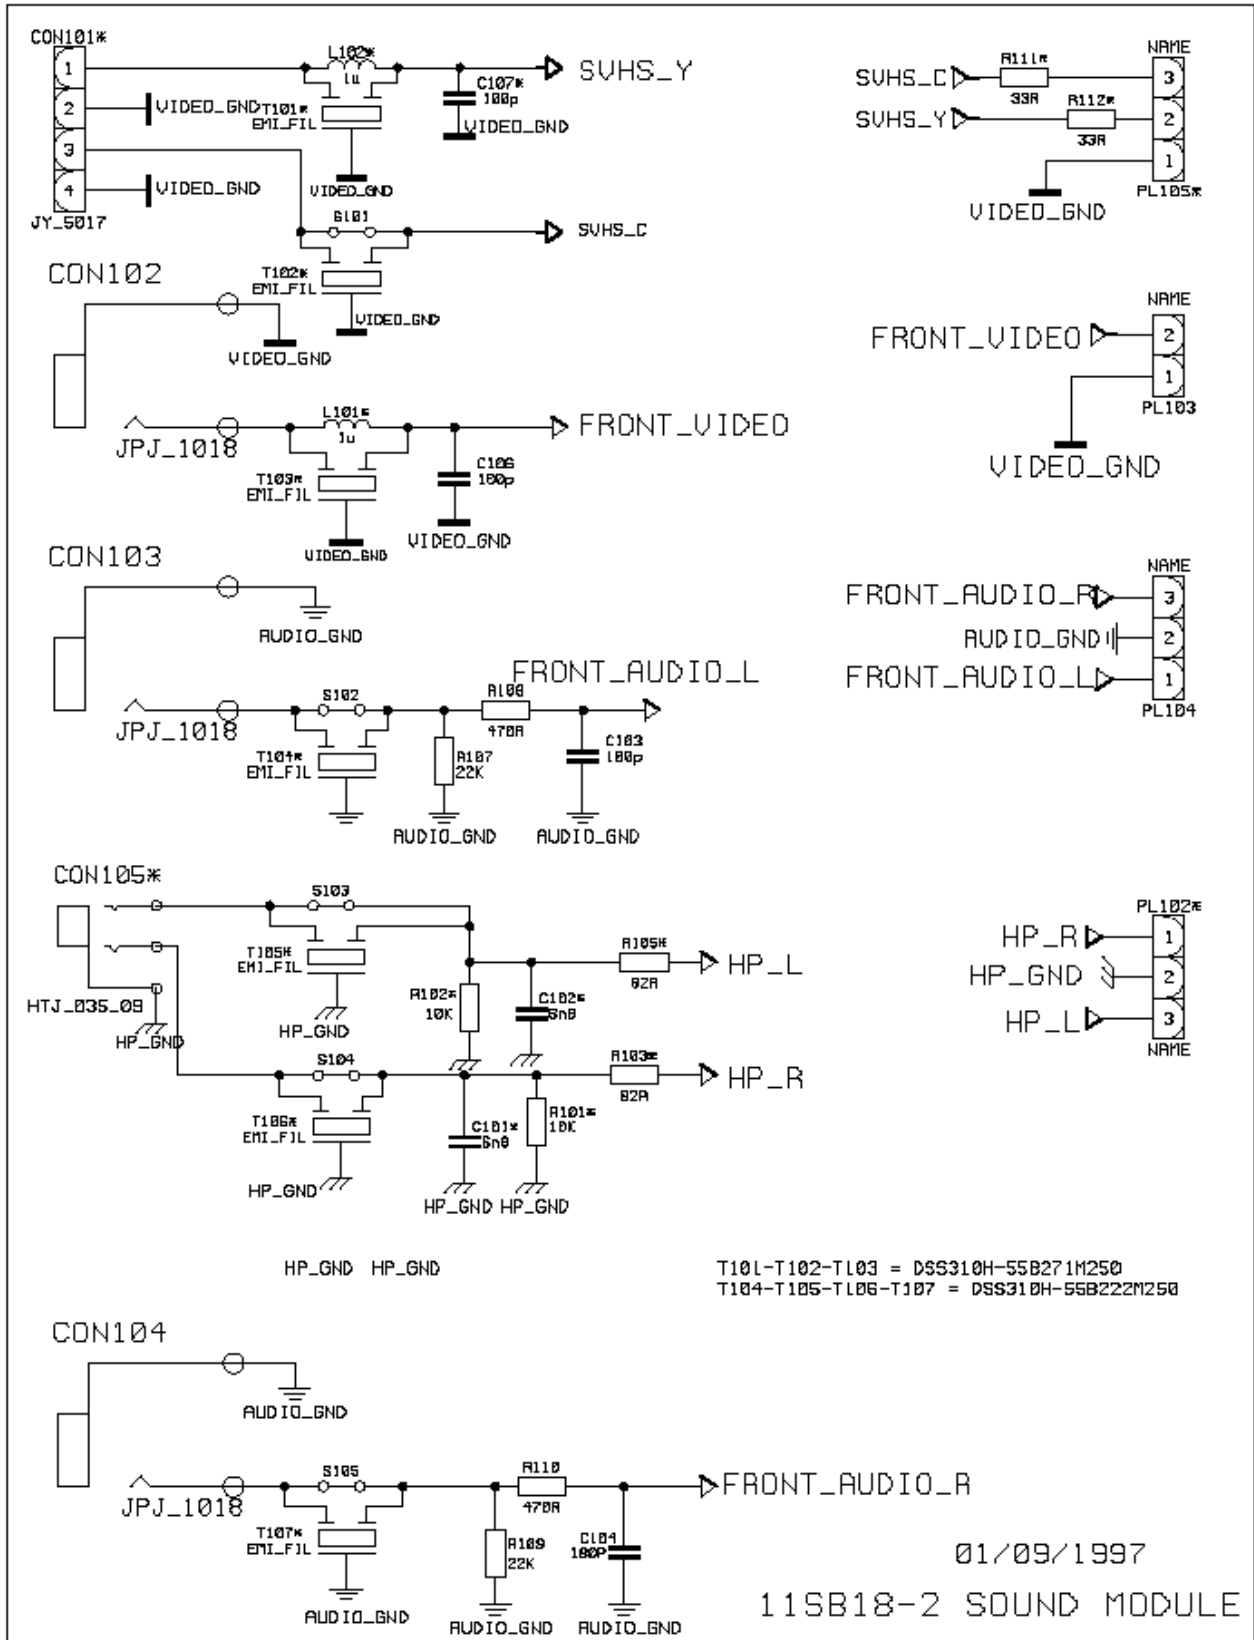 CON101*
1
2
3
4
JY_5017
VIDEO_GND
VIDEO_GND
L102*
1u
T101*
EMI_FIL
VIDEO_GND
C107*
100p
VIDEO_GND
SVHS_Y
S101
T102*
EMI_FIL
VIDEO_GND
SVHS_C
NAME
SVHS_C
R111*
33R
3
SVHS_Y
R112*
33R
2
1
PL105*
VIDEO_GND
CON102
VIDEO_GND
JPJ_1018
L101*
1u
T103*
EMI_FIL
VIDEO_GND
C106
100p
VIDEO_GND
FRONT_VIDEO
NAME
FRONT_VIDEO
2
1
PL103
VIDEO_GND
CON103
AUDIO_GND
JPJ_1018
S102
T104*
EMI_FIL
R107
22K
AUDIO_GND
R108
470R
C103
100p
AUDIO_GND
FRONT_AUDIO_L
NAME
FRONT_AUDIO_R
3
AUDIO_GND
2
FRONT_AUDIO_L
1
PL104
CON105*
HTJ_035_09
HP_GND
S103
T105*
EMI_FIL
HP_GND
R102*
10K
C102*
6n8
R105*
82R
HP_L
S104
T106*
EMI_FIL
HP_GND
C101*
6n8
HP_GND
R101*
10K
HP_GND
R103*
82R
HP_R
PL102*
HP_R
1
HP_GND
2
HP_L
3
NAME
HP_GND HP_GND
T101-T102-T103 = DSS310H-55B271M250
T104-T105-T106-T107 = DSS310H-55B222M250
CON104
AUDIO_GND
JPJ_1018
S105
T107*
EMI_FIL
AUDIO_GND
R109
22K
AUDIO_GND
R110
470R
C104
100P
AUDIO_GND
FRONT_AUDIO_R
01/09/1997
11SB18-2 SOUND MODULE